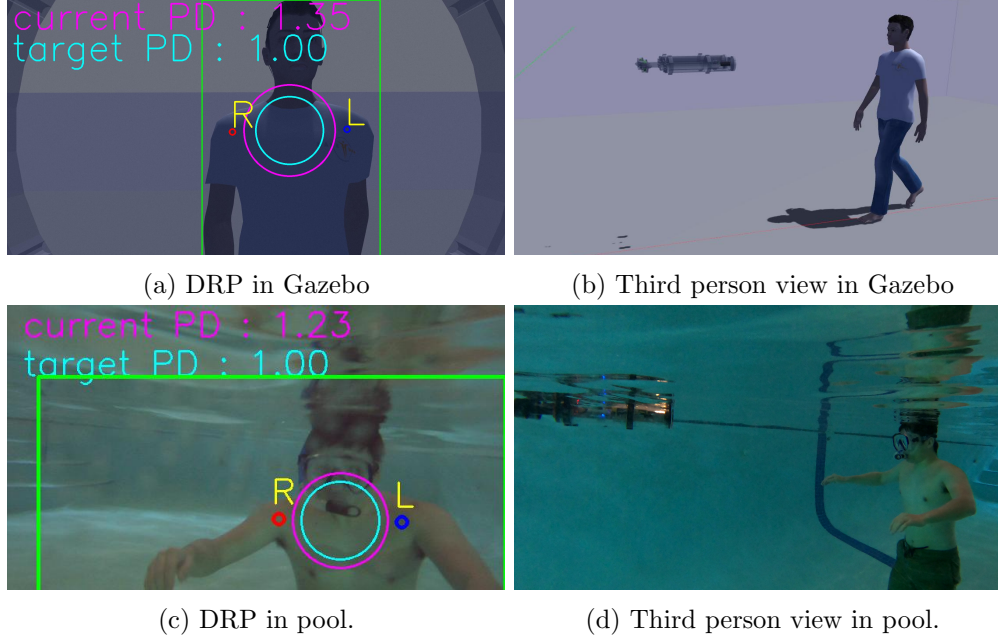 current PD : 1.35
target PD : 1.00
R
L
(a) DRP in Gazebo
(b) Third person view in Gazebo
current PD : 1.23
target PD : 1.00
R
L
(c) DRP in pool.
(d) Third person view in pool.